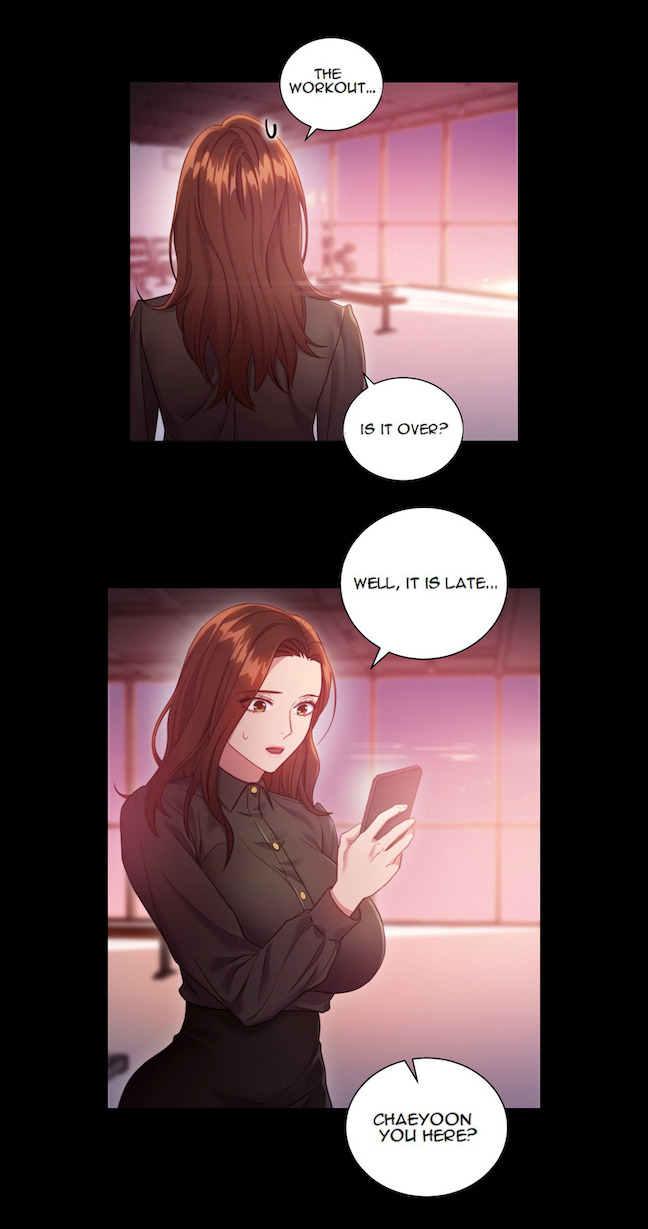 THE
WORKOUT...
IS IT OVER?
WELL, IT IS LATE...
CHAEYOON
YOU HERE?